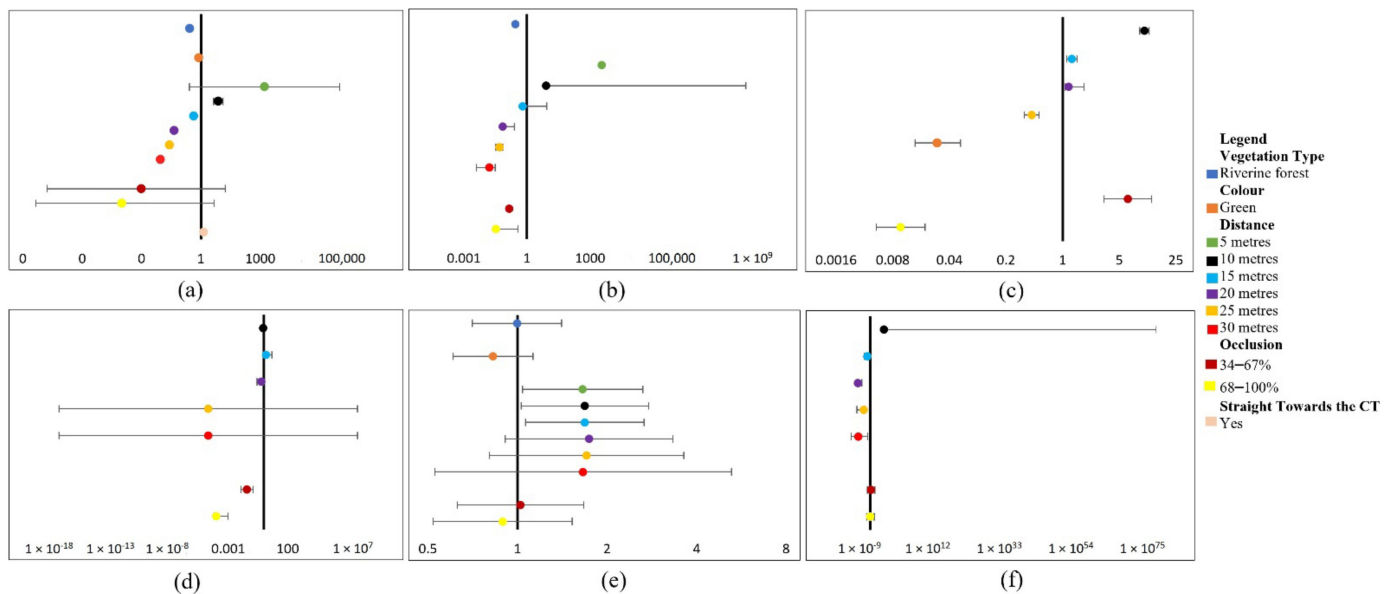 0 0 0 1 1000 100,000
(a)
0.001 1 1000 100,000 1 × 10⁹
(b)
0.0016 0.008 0.04 0.2 1 5 25
(c)
Legend
Vegetation Type
Riverine forest
Colour
Green
Distance
5 metres
10 metres
15 metres
20 metres
25 metres
30 metres
Occlusion
34–67%
68–100%
Straight Towards the CT
Yes
1 × 10⁻¹⁸ 1 × 10⁻¹³ 1 × 10⁻⁸ 0.001 100 1 × 10⁷
(d)
0.5 1 2 4 8
(e)
1 × 10⁻⁹ 1 × 10¹² 1 × 10³³ 1 × 10⁵⁴ 1 × 10⁷⁵
(f)